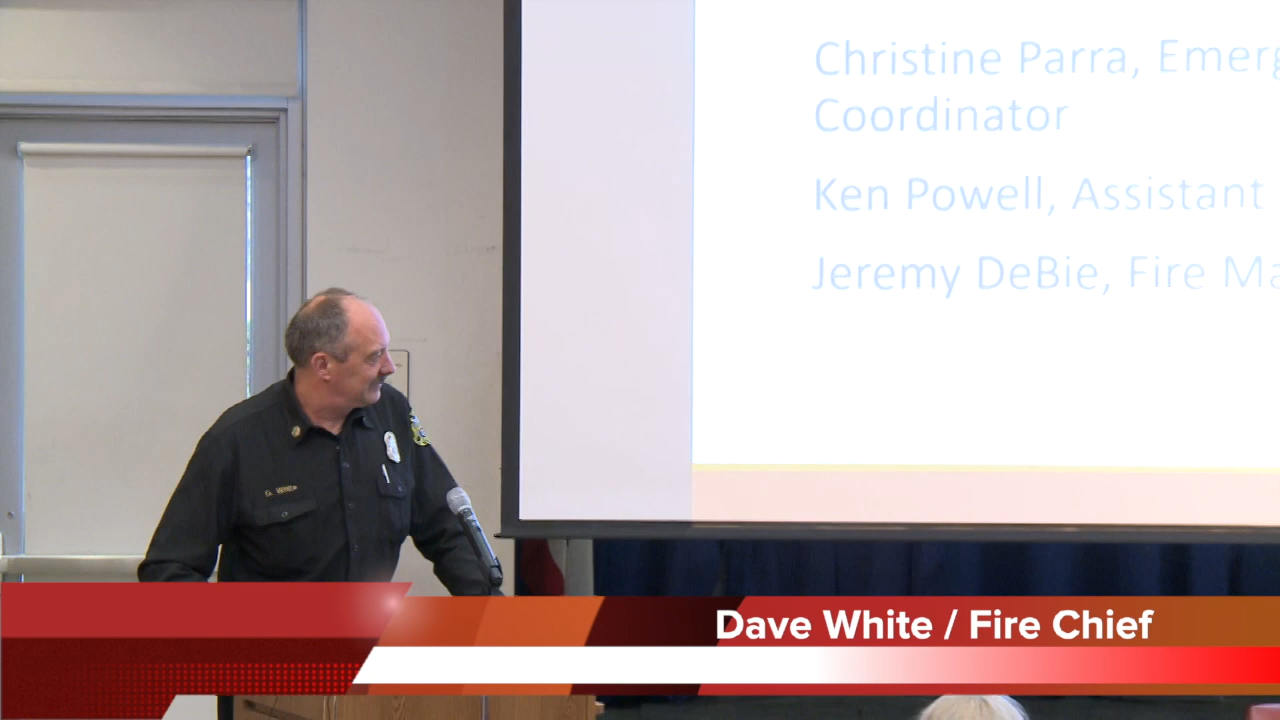 Christine Parra, Emerg
Coordinator
Ken Powell, Assistant
Jeremy DeBie, Fire Ma
Dave White / Fire Chief